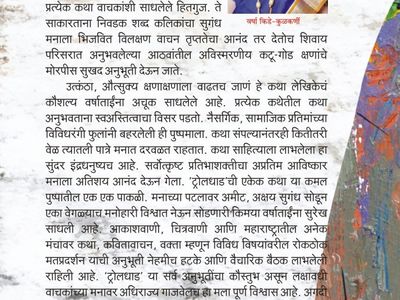 प्रत्येक कथा वाचकांशी साधलेले हितगुज. ते
साकारताना निवडक शब्द कलिकांचा सुगंध
वर्षा किडे-कुळकर्णी
मनाला भिजवित विलक्षण वाचन तृप्ततेचा आनंद तर देतोच शिवाय
परिसरात अनुभवलेल्या आठवांतील अविस्मरणीय कटू-गोड क्षणांचे
मोरपीस सुखद अनुभूती देऊन जाते.
उत्कंठा, औत्सुक्य क्षणाक्षणाला वाढतच जाणं हे कथा लेखिकेचं
कौशल्य वर्षाताईंना अचूक साधलेले आहे. प्रत्येक कथेतील कथा
अनुभवताना स्वअस्तित्वाचा विसर पडतो. नैसर्गिक, सामाजिक प्रतिमांच्या
विविधरंगी फुलांनी बहरलेली ही पुष्पमाला. कथा संपल्यानंतरही कितीतरी
वेळ त्यातली पात्रे मनात दरवळत राहतात. कथा साहित्याला लाभलेला हा
सुंदर इंद्रधनुष्यच आहे. सर्वोत्कृष्ट प्रतिभाशक्तीचा अप्रतिम आविष्कार
मनाला अतिशय आनंद देऊन गेला. 'ट्रोलधाड'ची एकेक कथा या कमल
पुष्पातील एक एक पाकळी. मनाच्या पटलावर अमीट, अक्षय सुगंध सोडून
एका वेगळ्याच मनोहारी विश्वात नेऊन सोडणारी किमया वर्षाताईंना सुरेख
साधली आहे. आकाशवाणी, चित्रवाणी आणि महाराष्ट्रातील अनेक
मंचावर कथा, कवितावाचन, वक्ता म्हणून विविध विषयांवरील रोकठोक
मतप्रदर्शन याची अनुभूती नेहमीच हटके आणि वैचारिक बैठक लाभलेली
राहिली आहे. 'ट्रोलधाड' या सर्व अनुभूतींचा कौस्तुभ असून लक्षावधी
वाचकांच्या मनावर अधिराज्य गाजवेलच हा मला पूर्ण विश्वास आहे. अगदी